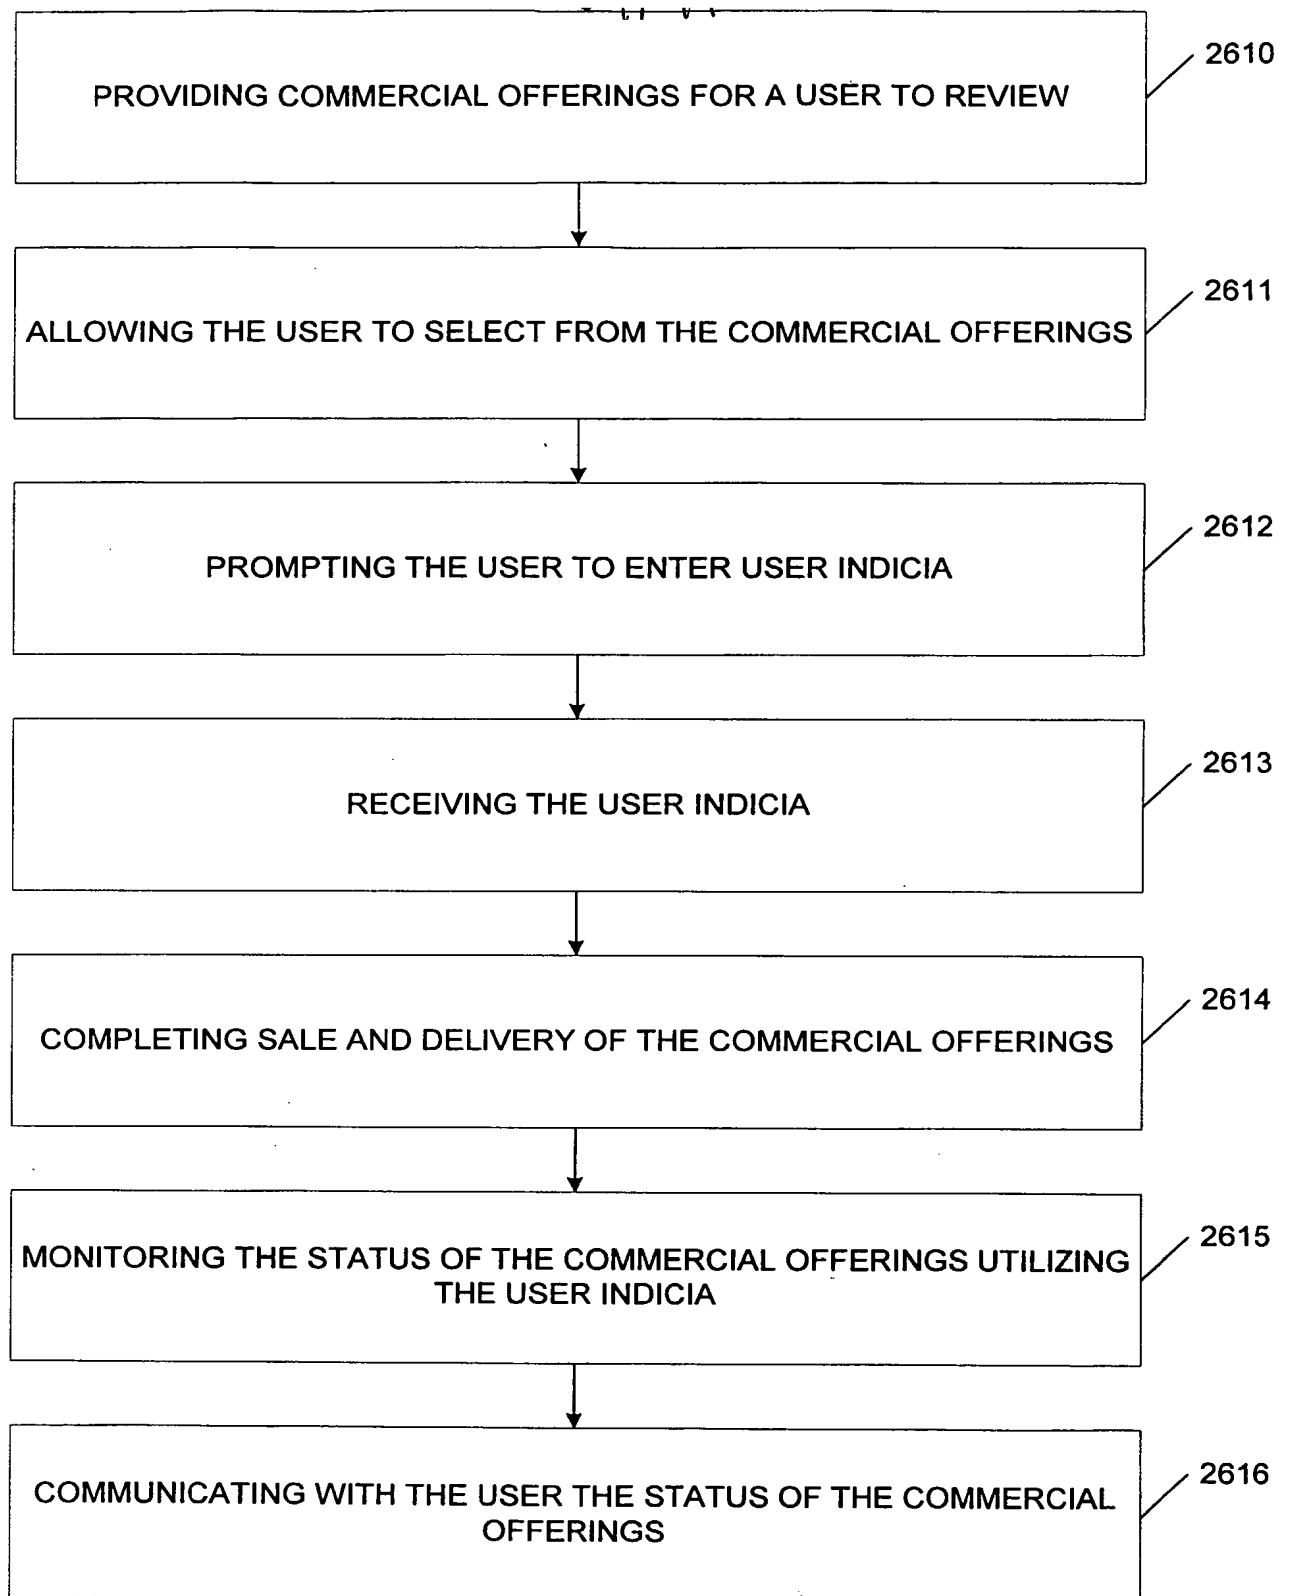 PROVIDING COMMERCIAL OFFERINGS FOR A USER TO REVIEW
2610
ALLOWING THE USER TO SELECT FROM THE COMMERCIAL OFFERINGS
2611
PROMPTING THE USER TO ENTER USER INDICIA
2612
RECEIVING THE USER INDICIA
2613
COMPLETING SALE AND DELIVERY OF THE COMMERCIAL OFFERINGS
2614
MONITORING THE STATUS OF THE COMMERCIAL OFFERINGS UTILIZING
THE USER INDICIA
2615
COMMUNICATING WITH THE USER THE STATUS OF THE COMMERCIAL
OFFERINGS
2616